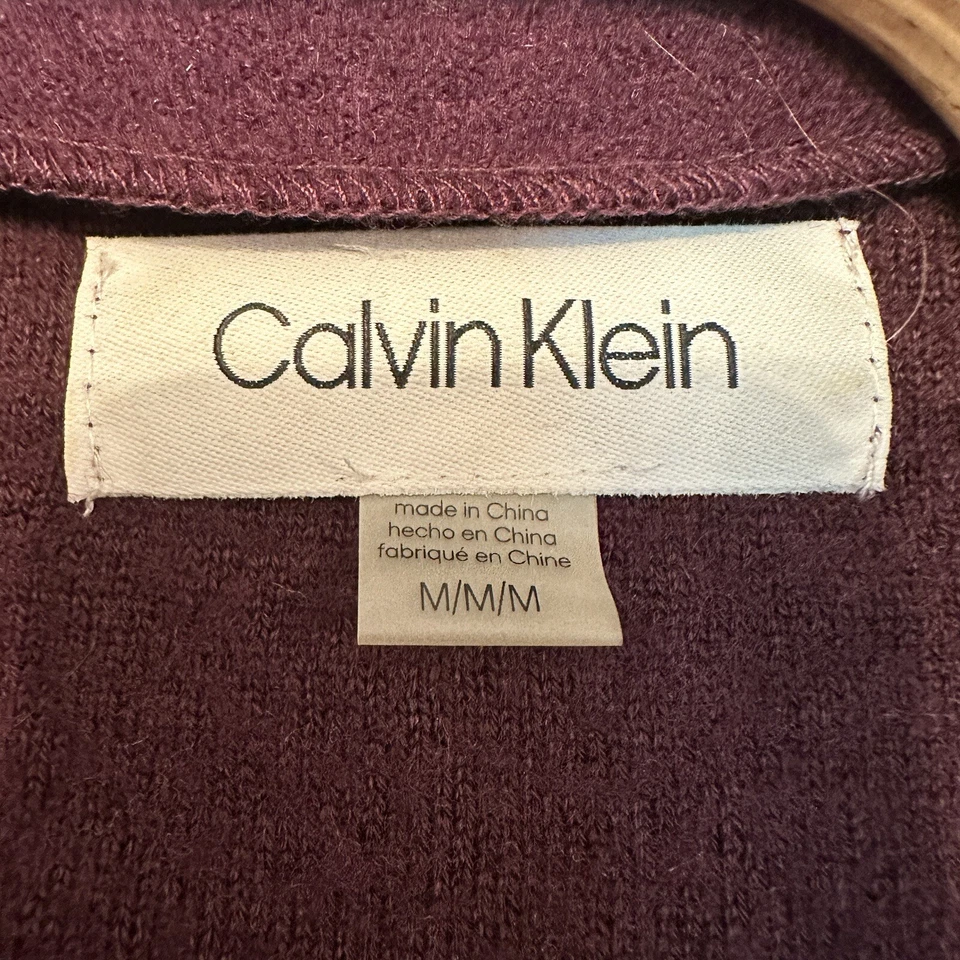 Calvin Klein
made in China
hecho en China
fabriqué en Chine
M/M/M